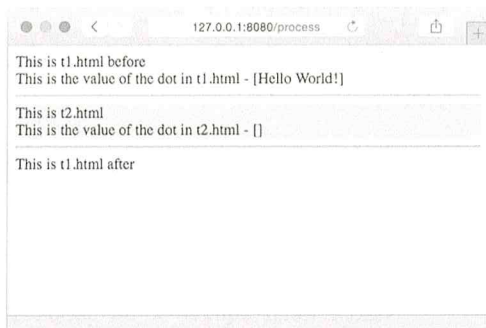 127.0.0.1:8080/process
This is t1.html before
This is the value of the dot in t1.html - [Hello World!]
This is t2.html
This is the value of the dot in t2.html - []
This is t1.html after